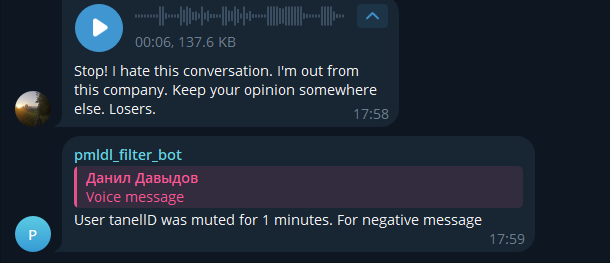 00:06, 137.6 KB
Stop! I hate this conversation. I'm out from
this company. Keep your opinion somewhere
else. Losers.
17:58
pmldl_filter_bot
Данил Давыдов
Voice message
P
User tanellD was muted for 1 minutes. For negative message
17:59